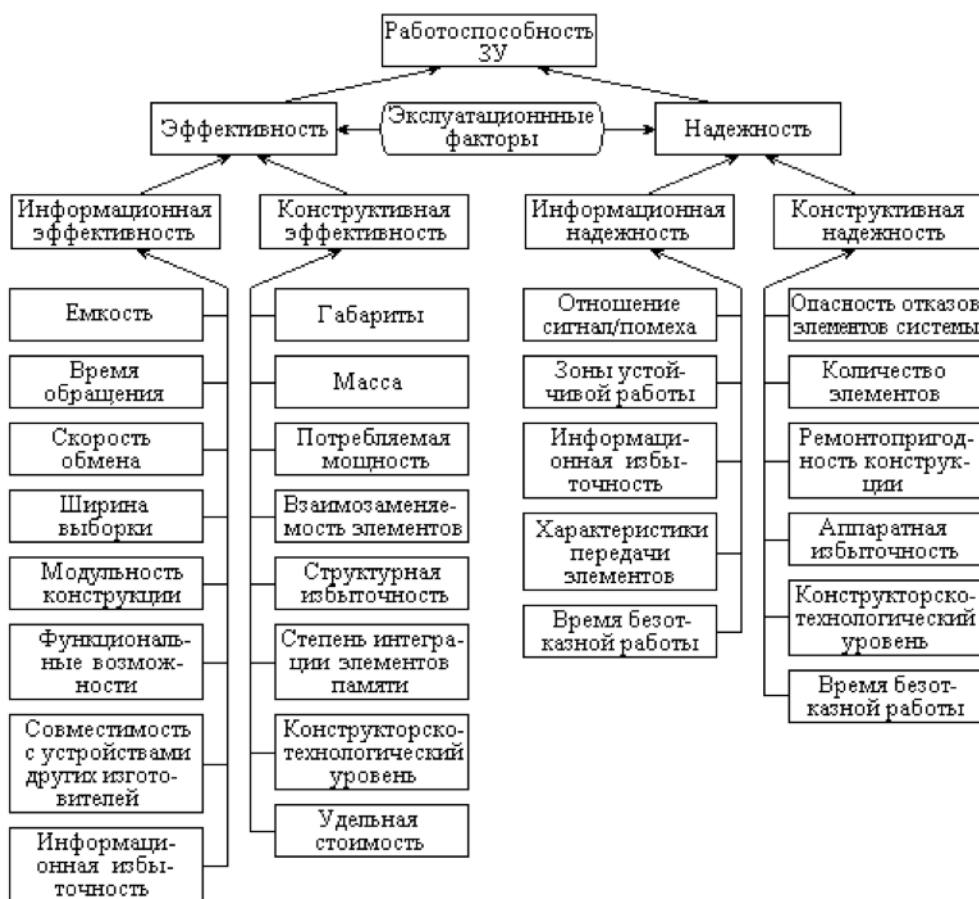 Работоспособность
ЗУ
Эффективность
Эксплуатационнные
факторы
Надежность
Информационная
эффективность
Конструктивная
эффективность
Информационная
надежность
Конструктивная
надежность
Емкость
Время
обращения
Скорость
обмена
Ширина
выборки
Модульность
конструкции
Функциональ-
ные возмож-
ности
Совместимость
с устройствами
других изгото-
вителей
Информаци-
онная избы-
точность
Габариты
Масса
Потребляемая
мощность
Взаимозаменяе-
мость элементов
Структурная
избыточность
Степень интегра-
ции элементов
памяти
Конструкторско-
технологический
уровень
Удельная
стоимость
Отношение
сигнал/помеха
Зоны устой-
чивой работы
Информаци-
онная избы-
точность
Характеристики
передачи
элементов
Время безот-
казной работы
Опасность отказов
элементов системы
Количество
элементов
Ремонтопригод-
ность конструк-
ции
Аппаратная
избыточность
Конструкторско-
технологический
уровень
Время безот-
казной работы